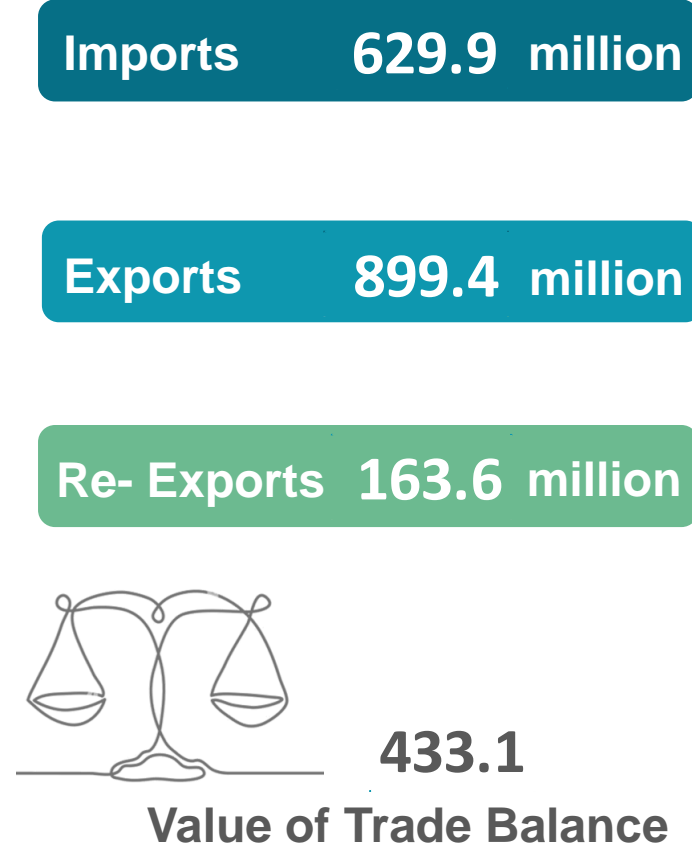 Imports 629.9 million
Exports 899.4 million
Re- Exports 163.6 million
433.1
Value of Trade Balance